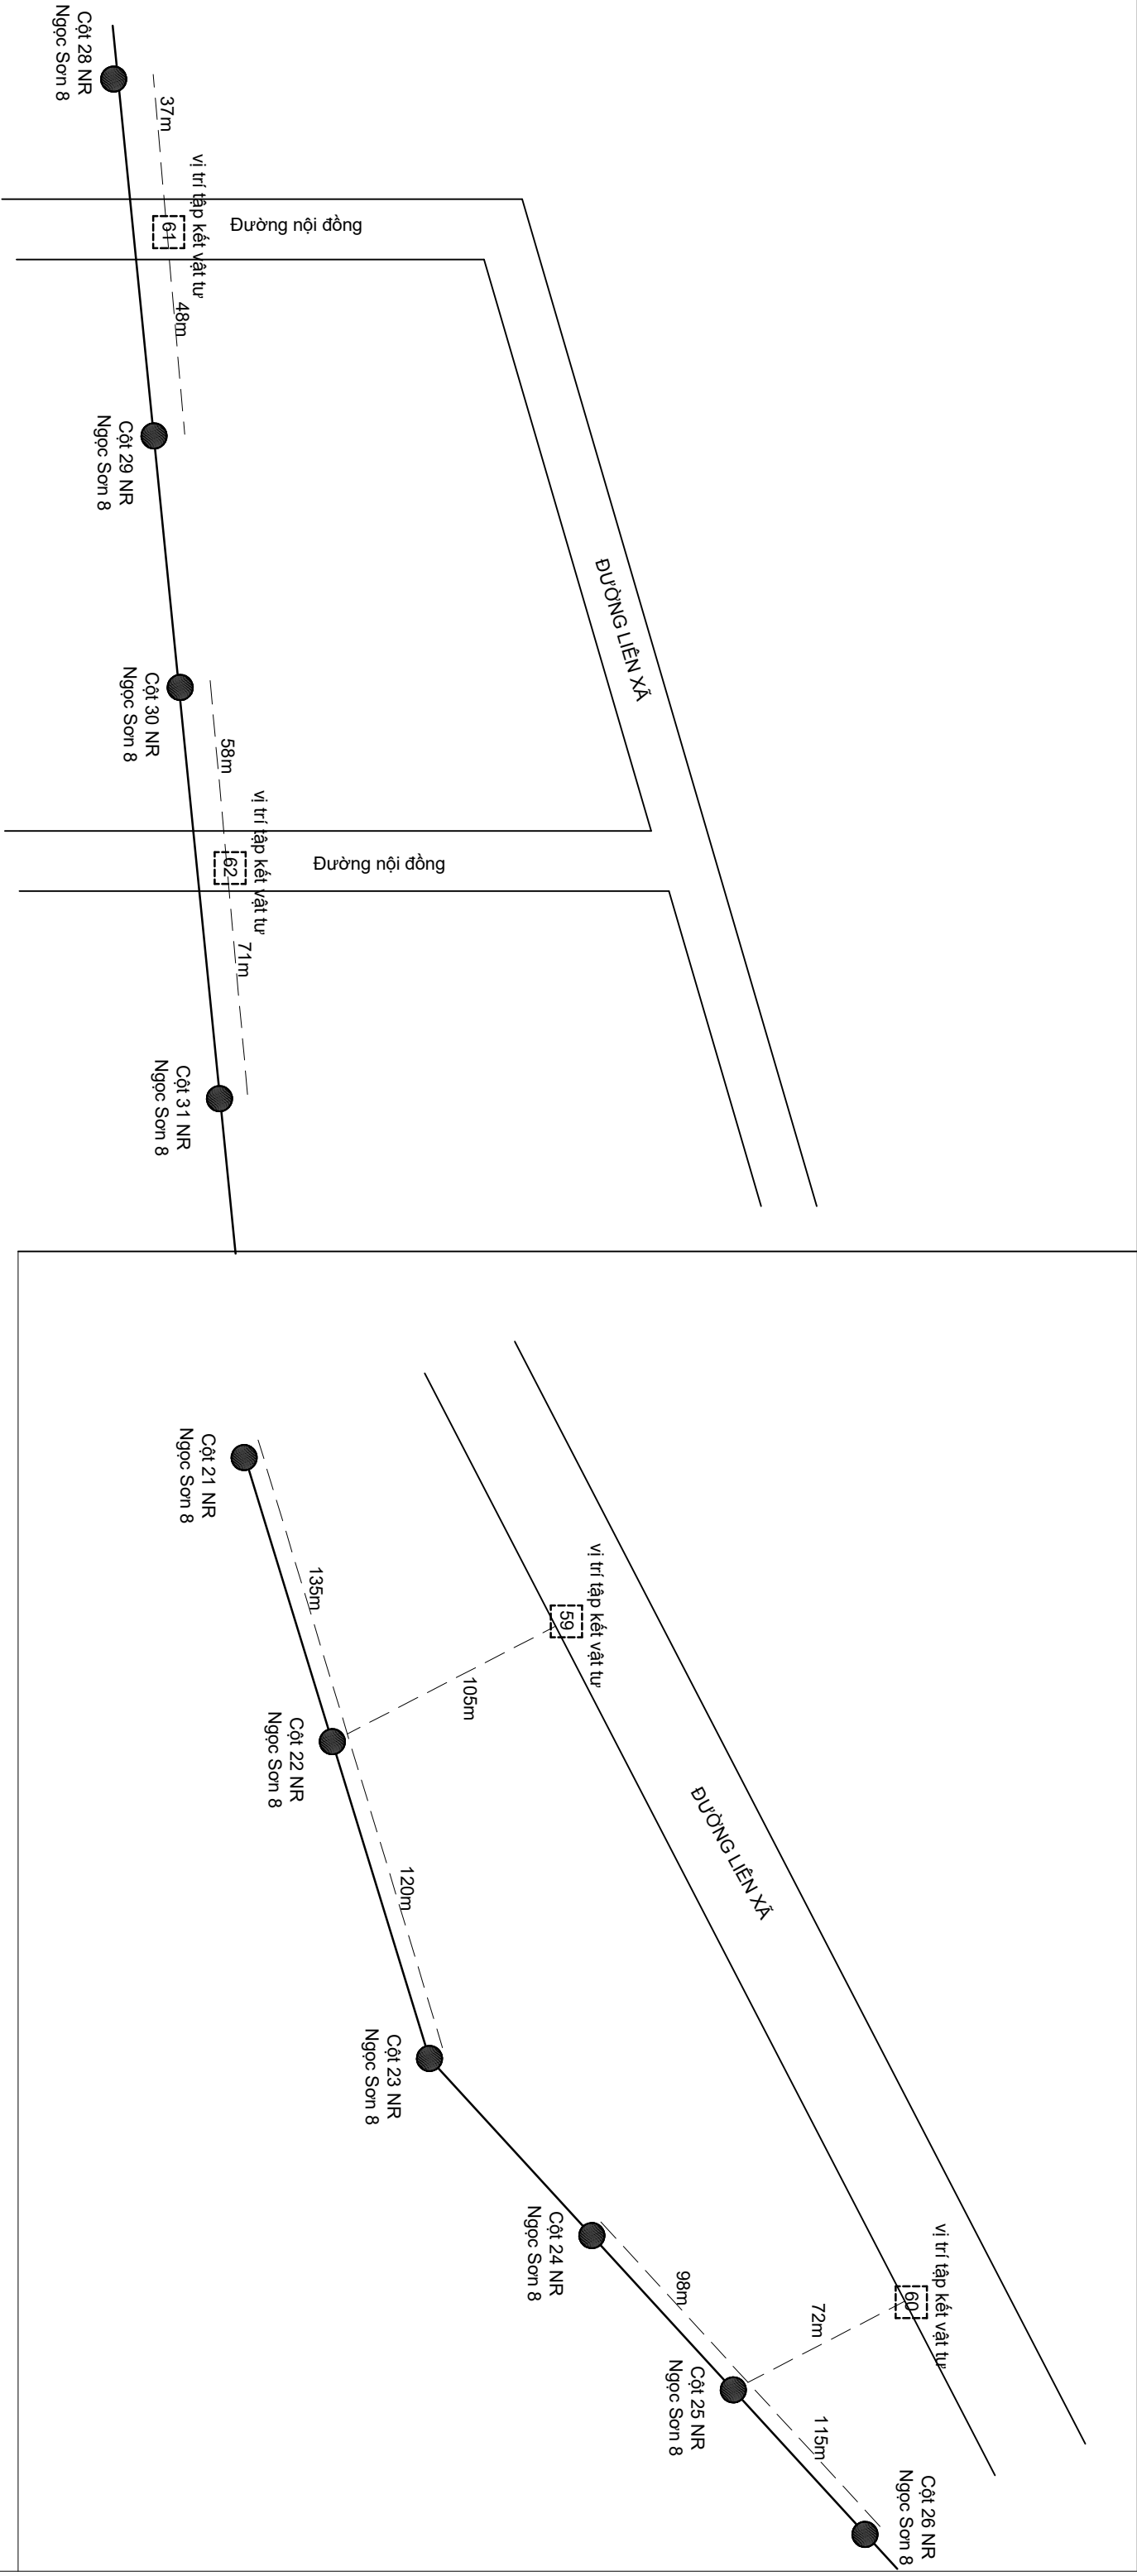 Cột 28 NR
Ngọc Sơn 8
37m
vị trí tập kết vật tư
61
Đường nội đồng
48m
Cột 29 NR
Ngọc Sơn 8
ĐƯỜNG LIÊN XÃ
Cột 30 NR
Ngọc Sơn 8
58m
vị trí tập kết vật tư
62
Đường nội đồng
71m
Cột 31 NR
Ngọc Sơn 8
Cột 21 NR
Ngọc Sơn 8
135m
vị trí tập kết vật tư
59
105m
Cột 22 NR
Ngọc Sơn 8
ĐƯỜNG LIÊN XÃ
120m
Cột 23 NR
Ngọc Sơn 8
Cột 24 NR
Ngọc Sơn 8
98m
vị trí tập kết vật tư
60
72m
Cột 25 NR
Ngọc Sơn 8
115m
Cột 26 NR
Ngọc Sơn 8